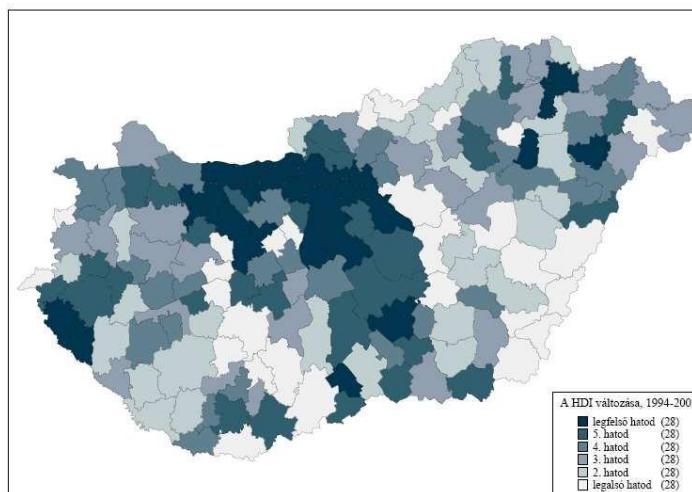 A HDI változása, 1994-200
legfelső hatod (28)
5. hatod (28)
4. hatod (28)
3. hatod (28)
2. hatod (28)
legalsó hatod (28)